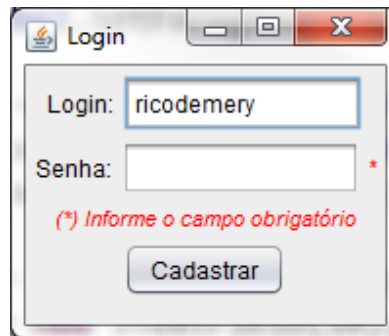 Login
Login: ricodemery
Senha: *
(*) Informe o campo obrigatório
Cadastrar